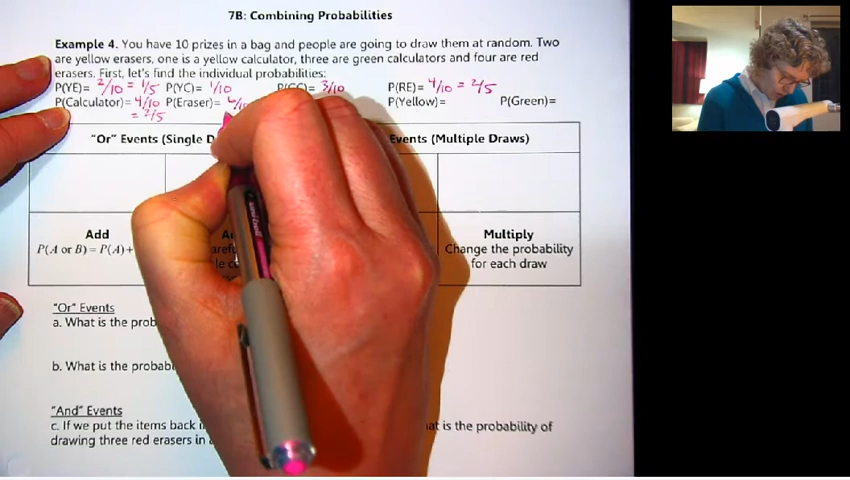 7B: Combining Probabilities
Example 4. You have 10 prizes in a bag and people are going to draw them at random. Two
are yellow erasers, one is a yellow calculator, three are green calculators and four are red
erasers. First, let's find the individual probabilities:
P(YE)= 2/10 = 1/5 P(YC)= 1/10 3/10 P(RE)= 4/10 = 2/5
P(Calculator)= 4/10 P(Eraser)= P(Yellow)= P(Green)=
= 2/5
"Or" Events (Single Events (Multiple Draws)
Add Multiply
P(A or B) = P(A)+ Change the probability
for each draw
"Or" Events
a. What is the
b. What is the
"And" Events
c. If we put the items back is the probability of
drawing three red erasers in